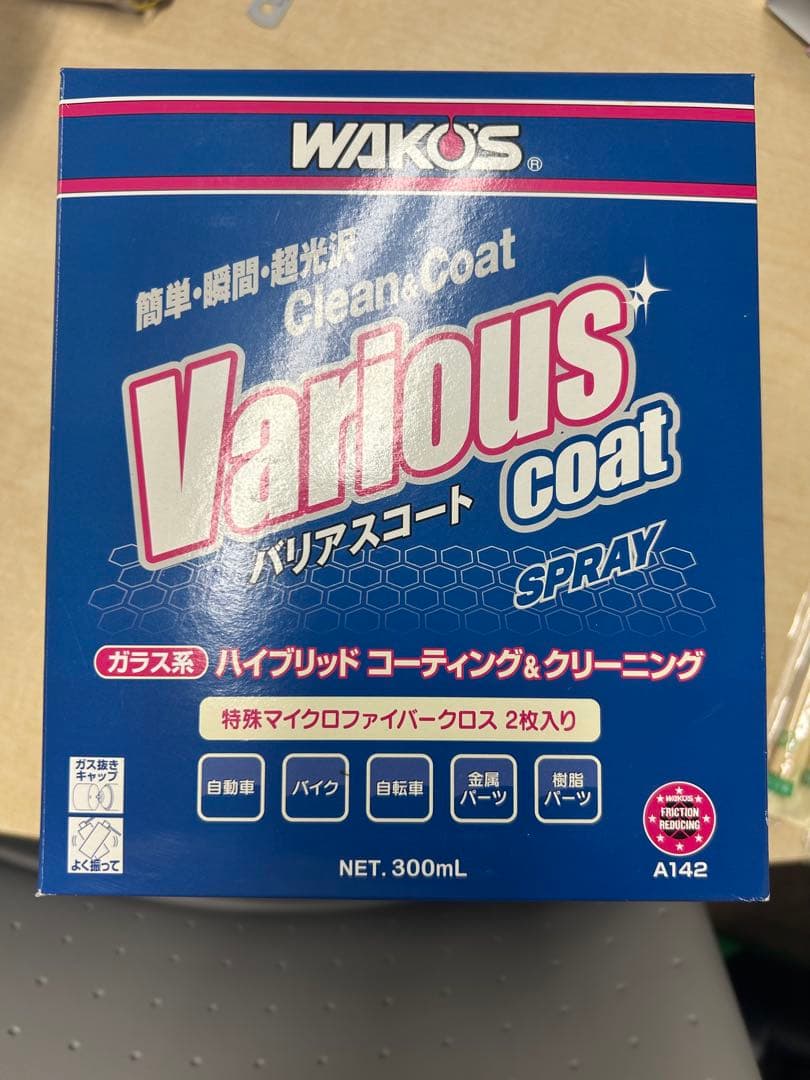 WAKO'S®
簡単・瞬間・超光沢
Clean&Coat
Various
coat
バリアスコート
SPRAY
ガラス系 ハイブリッド コーティング&クリーニング
特殊マイクロファイバークロス 2枚入り
ガス抜き
キャップ
自動車
バイク
自転車
金属
パーツ
樹脂
パーツ
よく振って
WAKO'S
FRICTION
REDUCING
NET. 300mL
A142